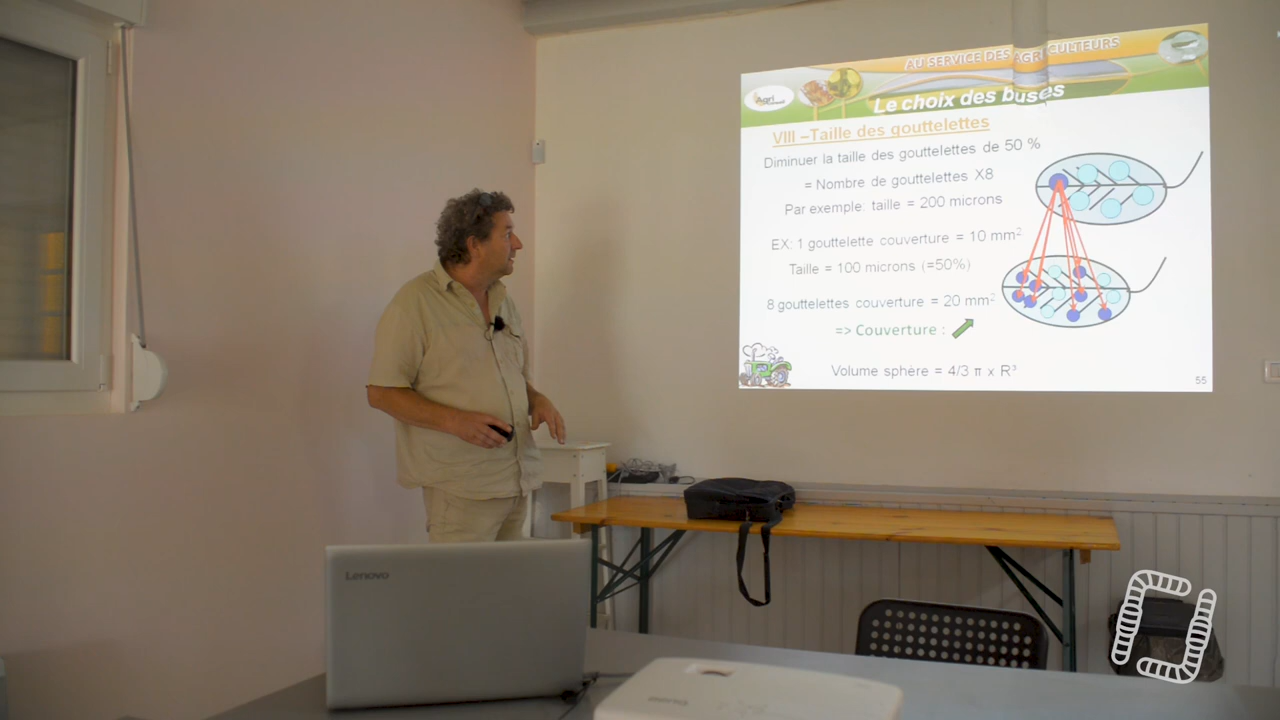 AU SERVICE DES AGRICULTEURS
Agri
Le choix des buses
VIII –Taille des gouttelettes
Diminuer la taille des gouttelettes de 50 %
= Nombre de gouttelettes X8
Par exemple: taille = 200 microns
EX: 1 gouttelette couverture = 10 mm²
Taille = 100 microns (=50%)
8 gouttelettes couverture = 20 mm²
=> Couverture :
Volume sphère = 4/3 π x R³
55
Lenovo